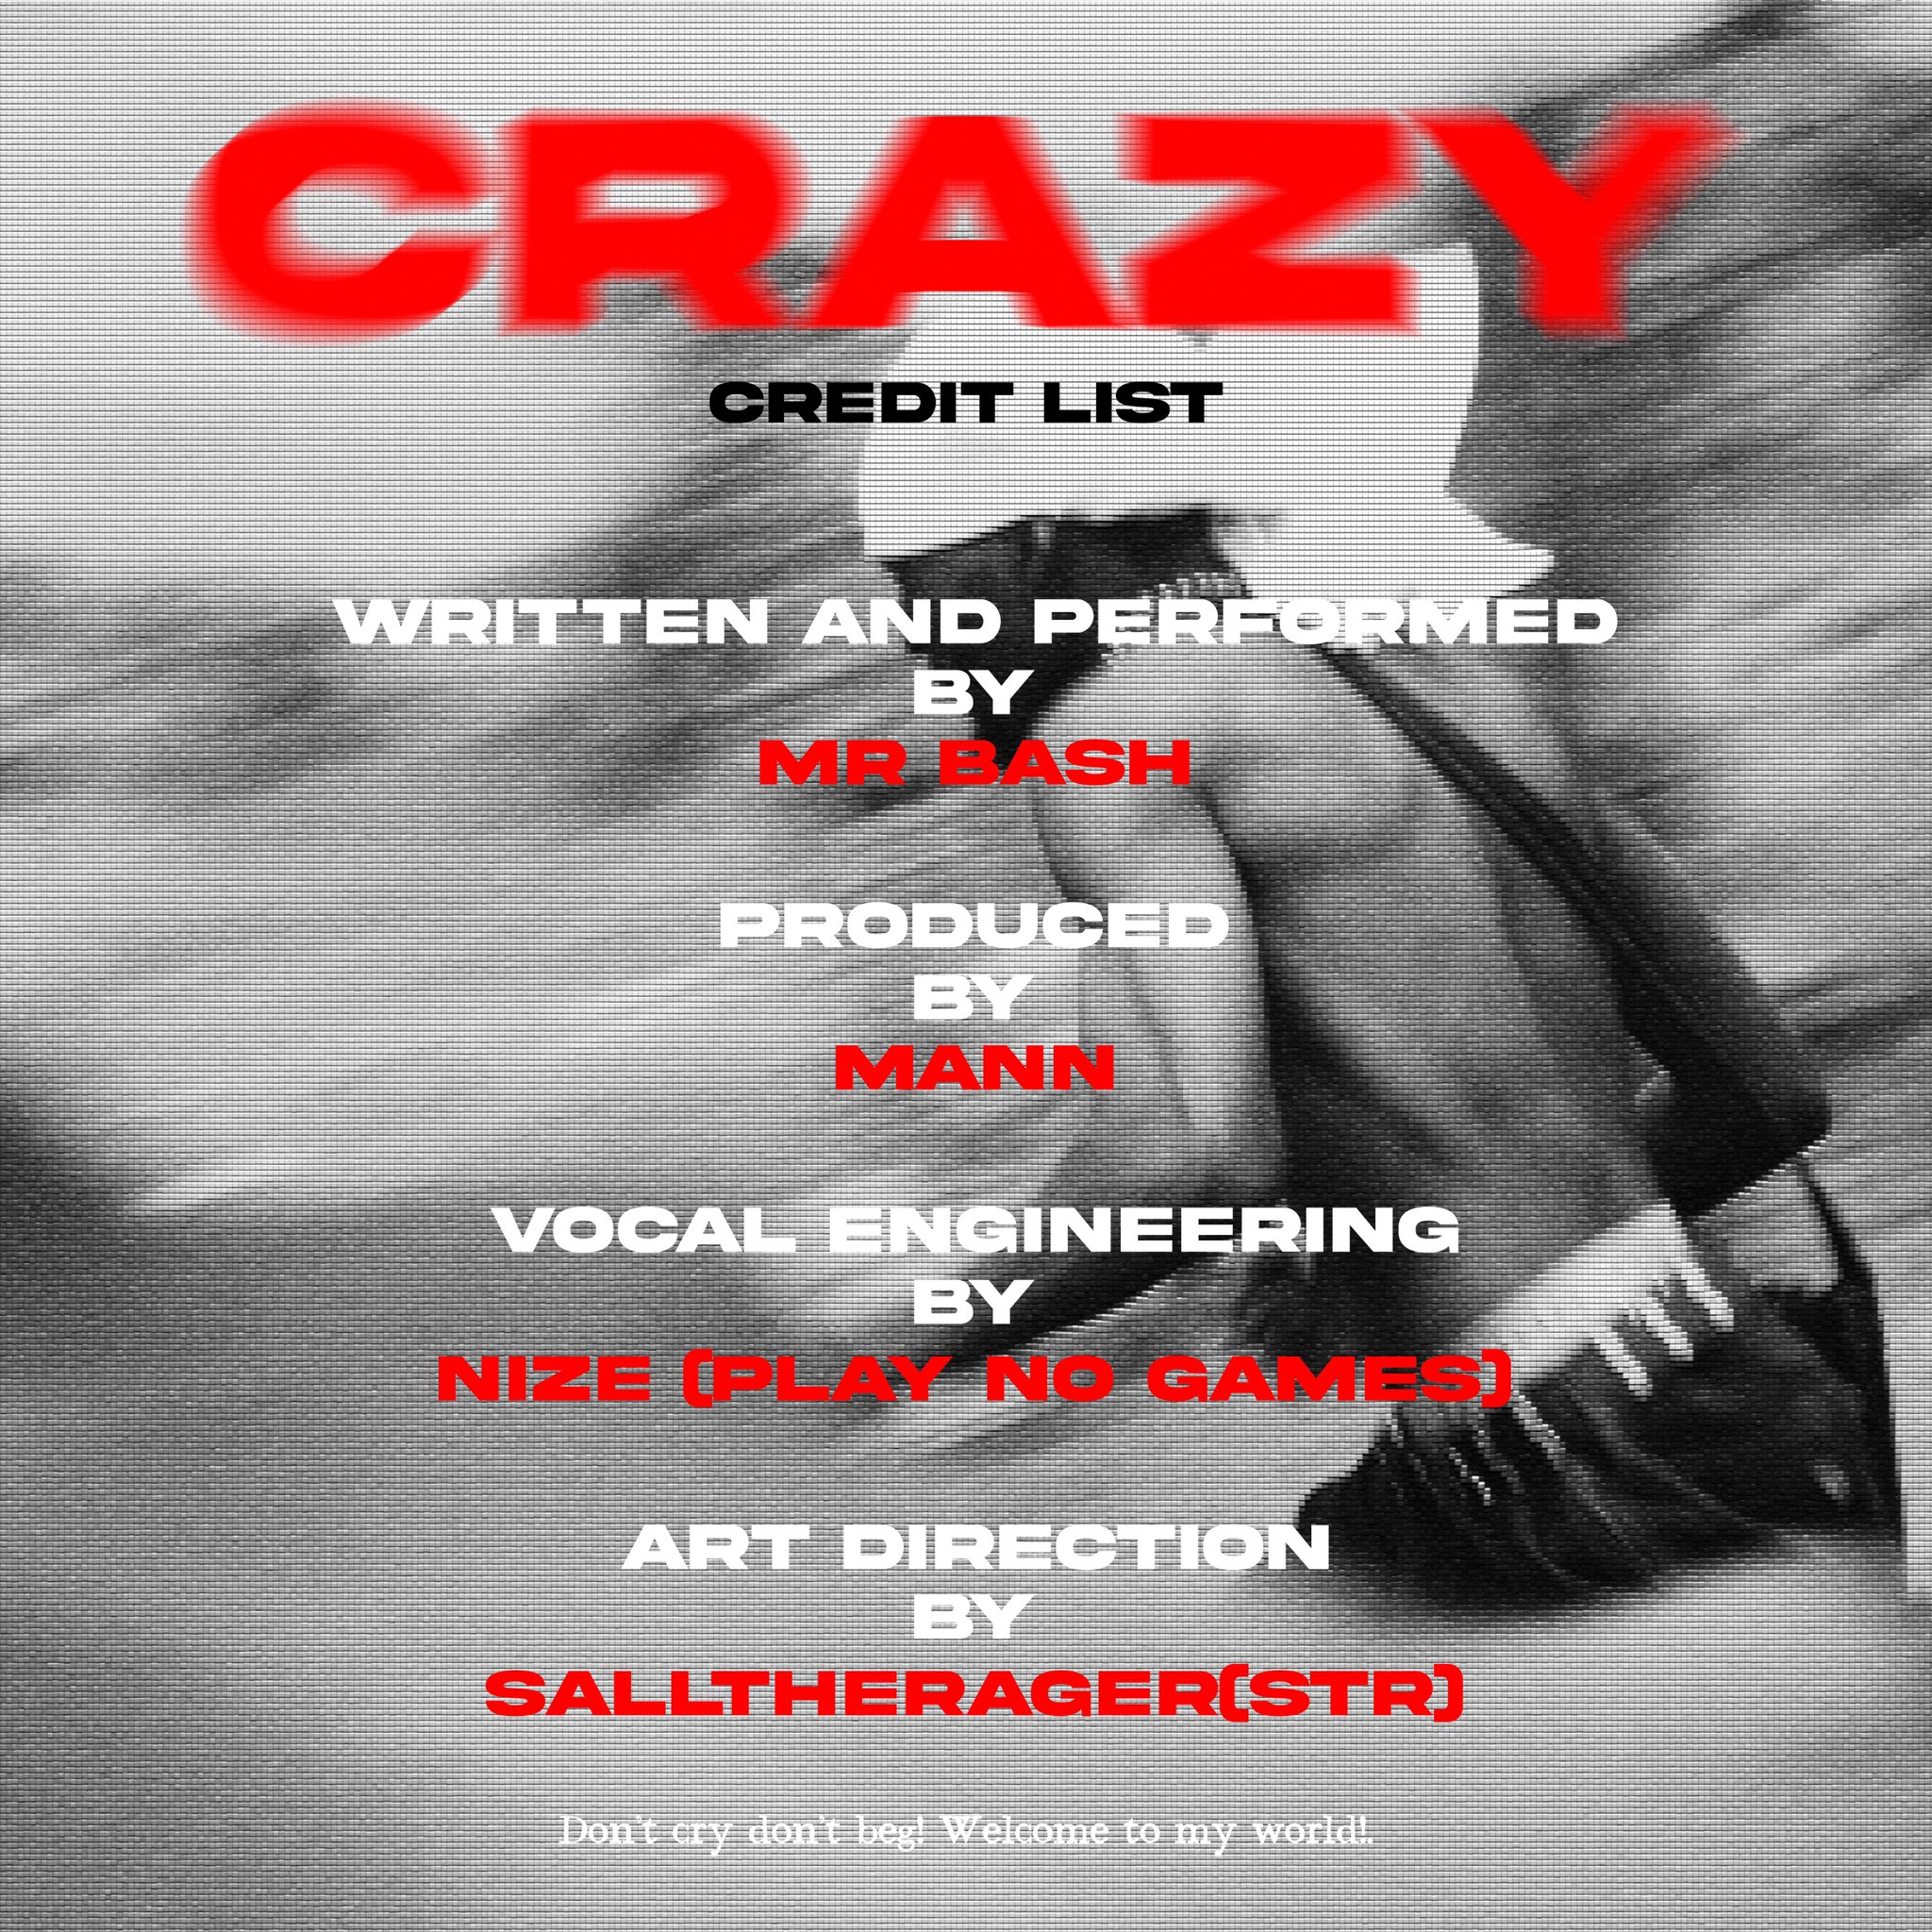 CRAZY
CREDIT LIST
WRITTEN AND PERFORMED
BY
MR BASH
PRODUCED
BY
MANN
VOCAL ENGINEERING
BY
NIZE (PLAY NO GAMES)
ART DIRECTION
BY
SALLTHERAGER(STR)
Don't cry don't beg! Welcome to my world!.